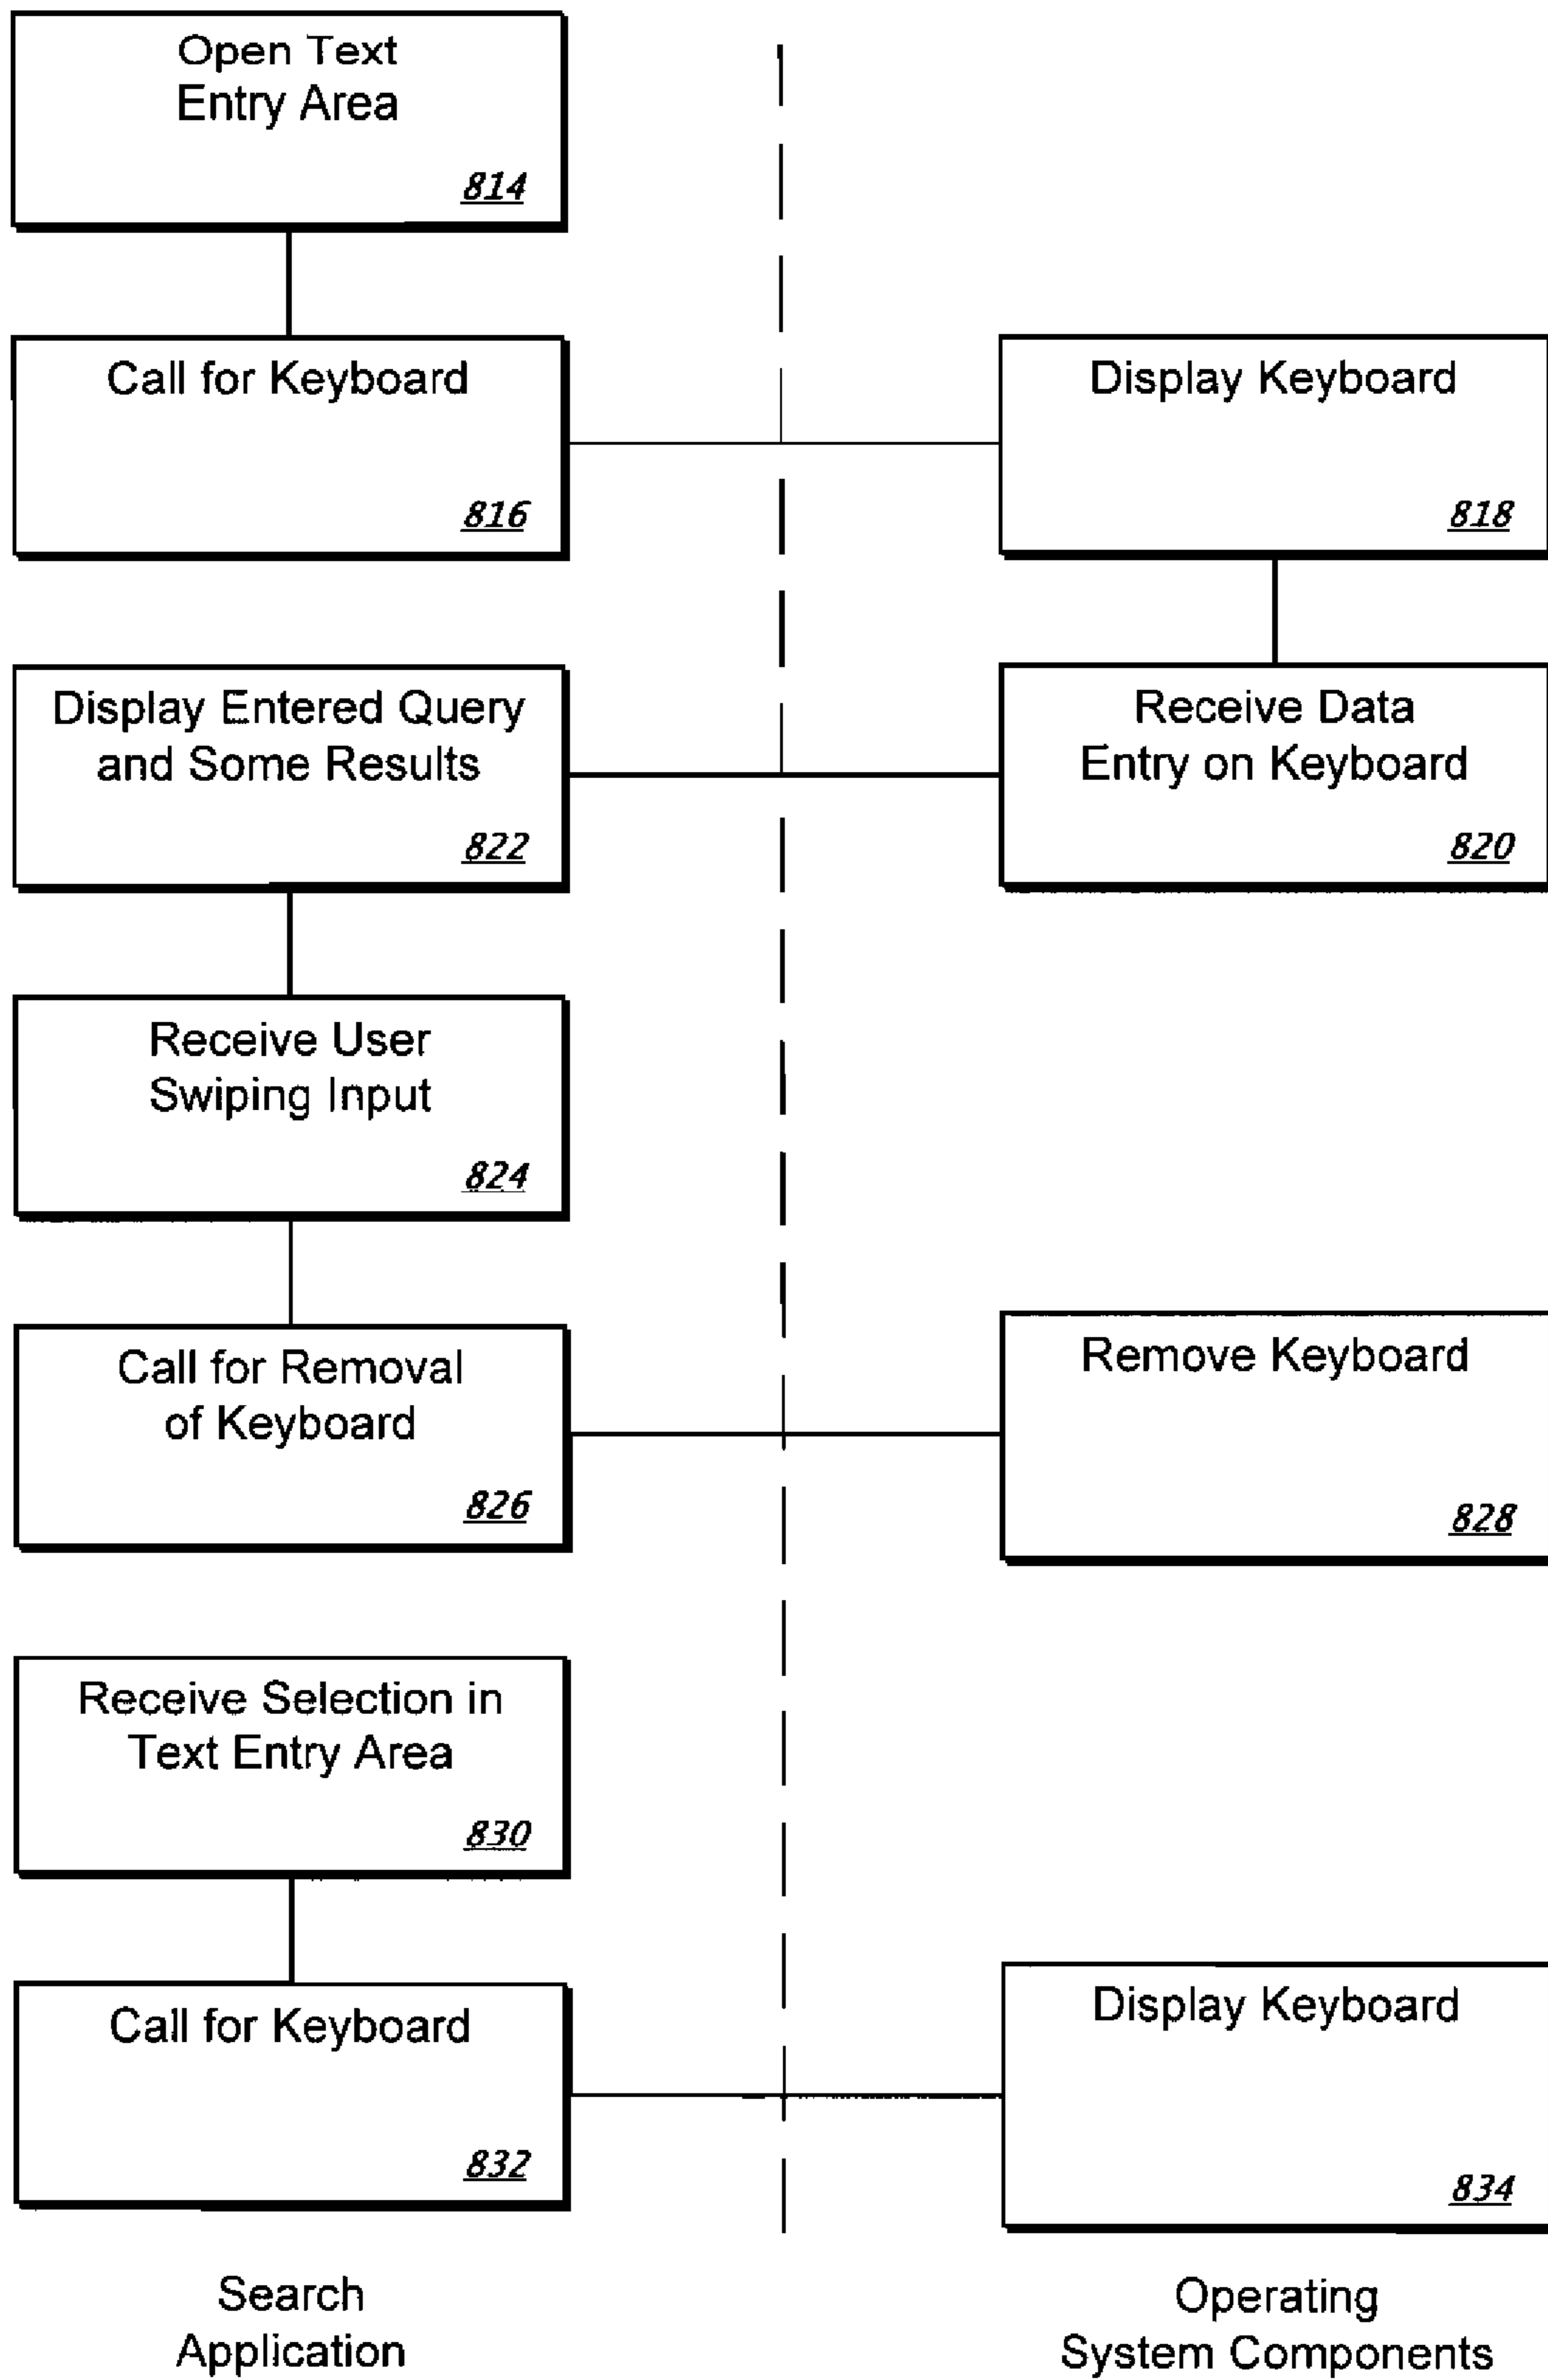 Open Text
Entry Area
814
Call for Keyboard
816
Display Keyboard
818
Display Entered Query
and Some Results
822
Receive Data
Entry on Keyboard
820
Receive User
Swiping Input
824
Call for Removal
of Keyboard
826
Remove Keyboard
828
Receive Selection in
Text Entry Area
830
Call for Keyboard
832
Display Keyboard
834
Search
Application
Operating
System Components